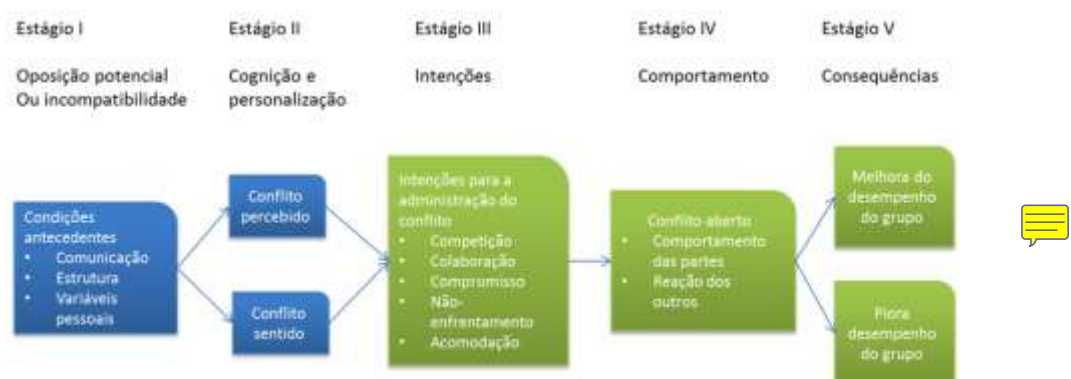 Estágio I
Estágio II
Estágio III
Estágio IV
Estágio V
Oposição potencial
Ou incompatibilidade
Cognição e
personalização
Intenções
Comportamento
Consequências
Condições
antecedentes
• Comunicação
• Estrutura
• Variáveis
pessoais
Conflito
percebido
Conflito
sentido
Intenções para a
administração do
conflito
• Competição
• Colaboração
• Compromisso
• Não-
enfrentamento
• Acomodação
Conflito aberto
• Comportamento
das partes
• Reação dos
outros
Melhora do
desempenho
do grupo
Piora
desempenho
do grupo